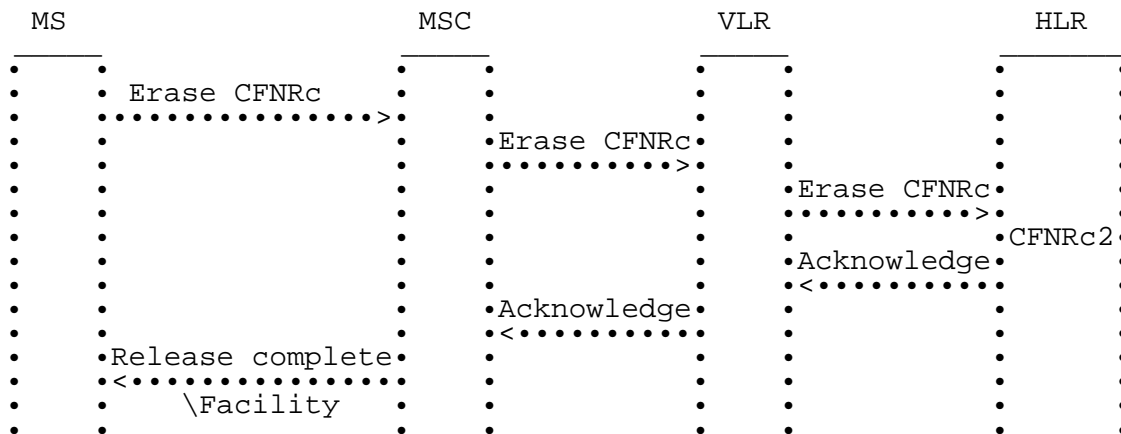 MS MSC VLR HLR
Erase CFNRc
Erase CFNRc
Erase CFNRc
CFNRc2
Acknowledge
Acknowledge
Release complete
\Facility